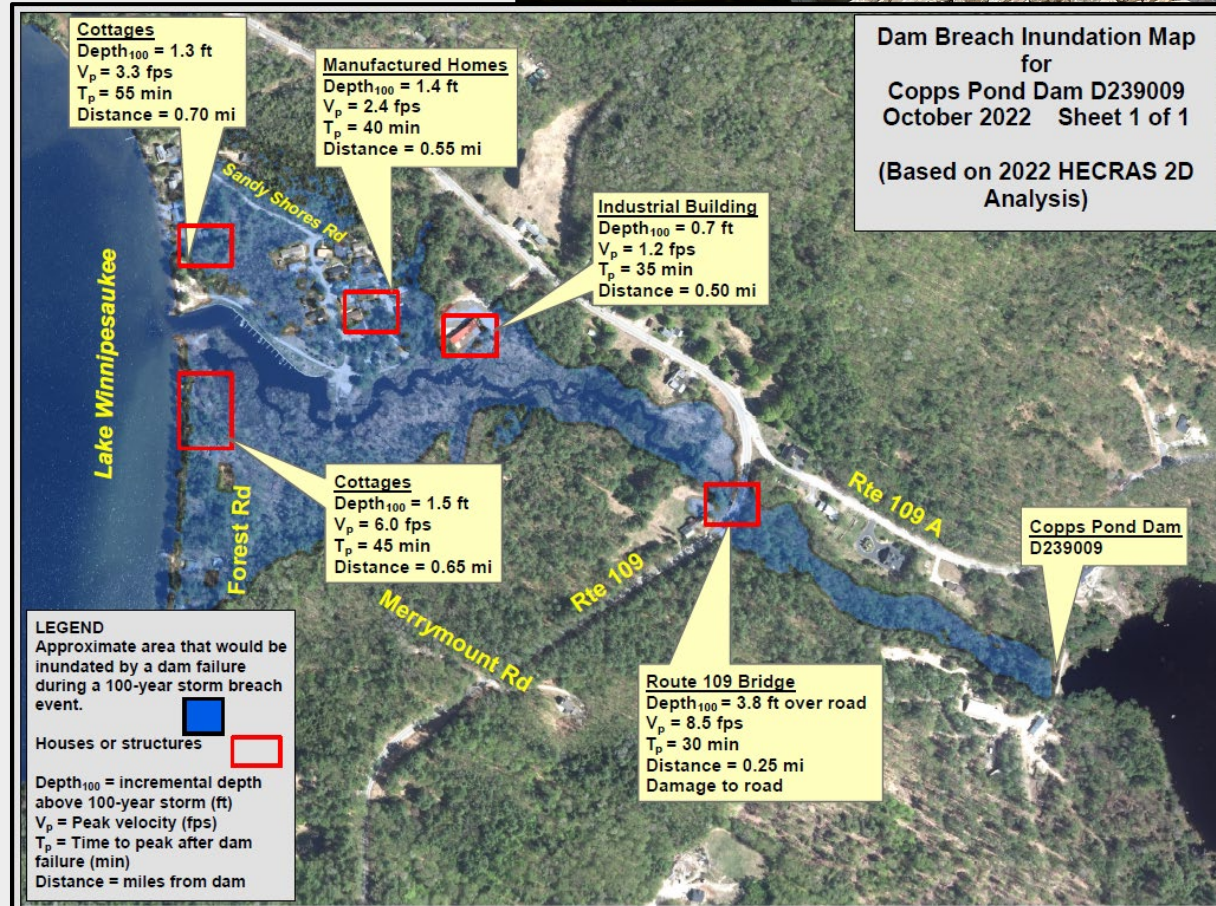 Dam Breach Inundation Map
for
Copps Pond Dam D239009
October 2022 Sheet 1 of 1
(Based on 2022 HECRAS 2D
Analysis)
Cottages
Depth100 = 1.3 ft
Vp = 3.3 fps
Tp = 55 min
Distance = 0.70 mi
Manufactured Homes
Depth100 = 1.4 ft
Vp = 2.4 fps
Tp = 40 min
Distance = 0.55 mi
Industrial Building
Depth100 = 0.7 ft
Vp = 1.2 fps
Tp = 35 min
Distance = 0.50 mi
Sandy Shores Rd
Lake Winnipesaukee
Cottages
Depth100 = 1.5 ft
Vp = 6.0 fps
Tp = 45 min
Distance = 0.65 mi
Forest Rd
Merrymount Rd
Rte 109
Rte 109 A
Copps Pond Dam
D239009
Route 109 Bridge
Depth100 = 3.8 ft over road
Vp = 8.5 fps
Tp = 30 min
Distance = 0.25 mi
Damage to road
LEGEND
Approximate area that would be
inundated by a dam failure
during a 100-year storm breach
event.
Houses or structures
Depth100 = incremental depth
above 100-year storm (ft)
Vp = Peak velocity (fps)
Tp = Time to peak after dam
failure (min)
Distance = miles from dam